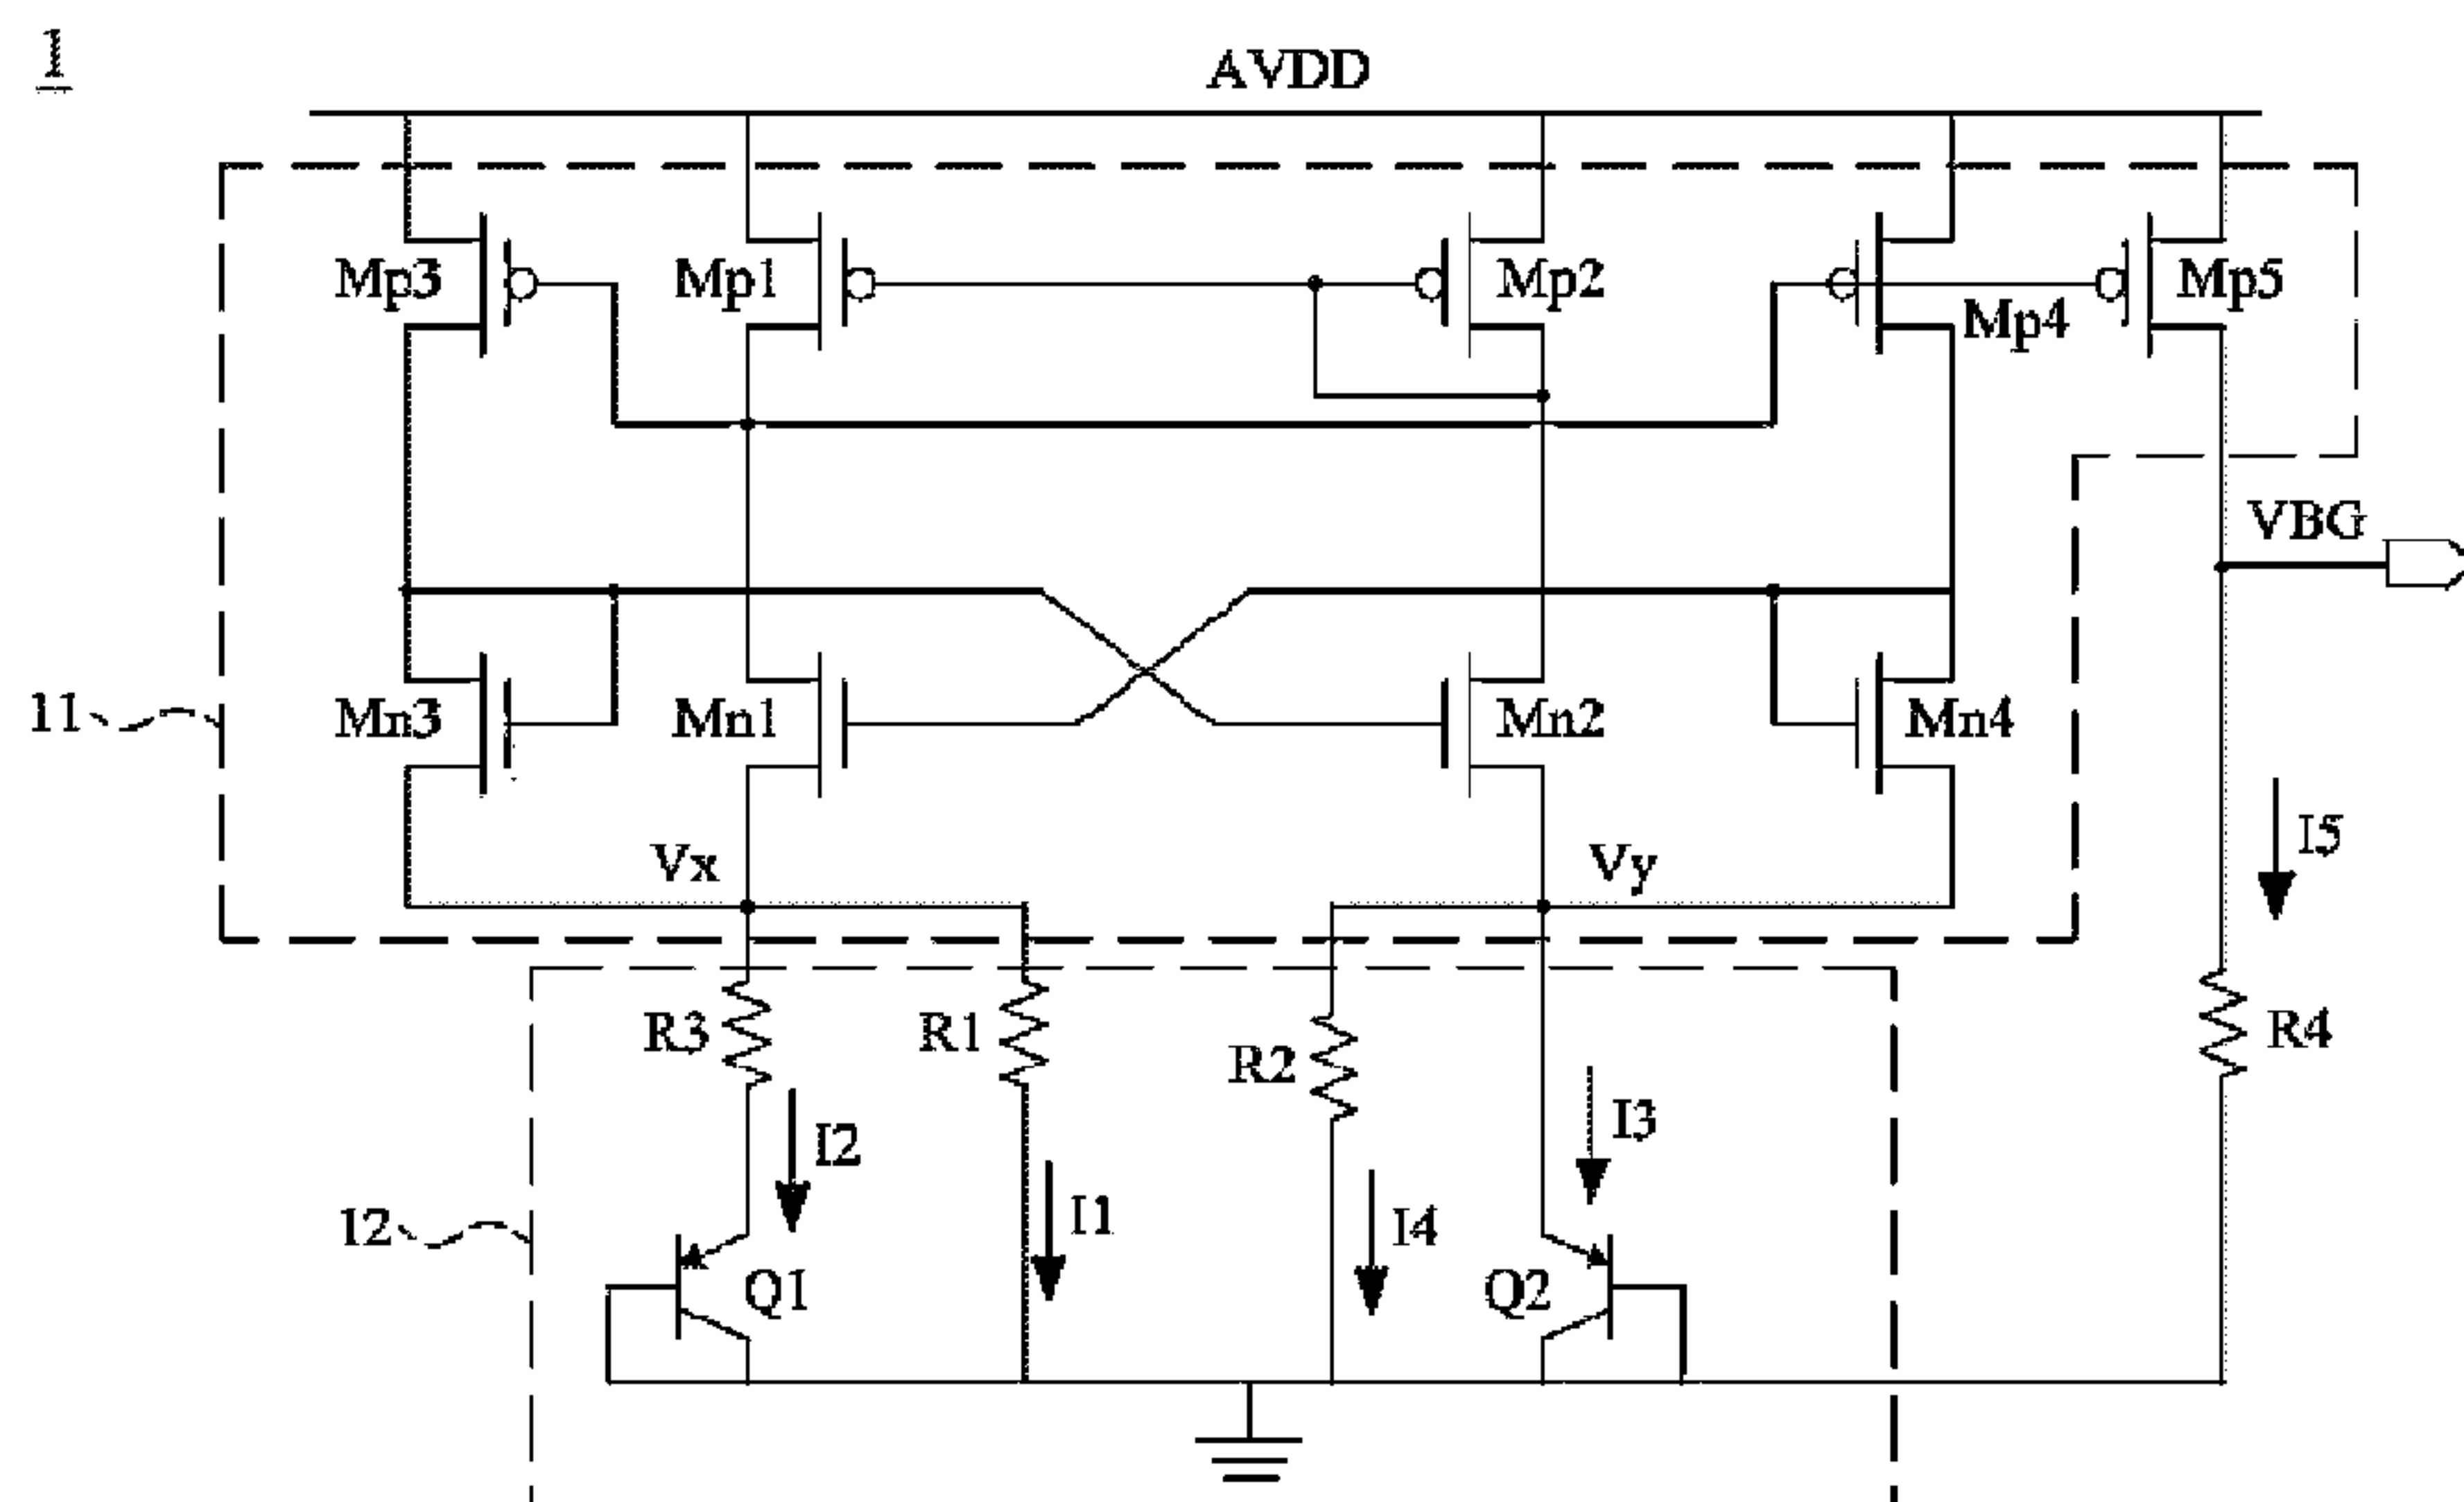 1
AVDD
Mp3
Mp1
Mp2
Mp4
Mp5
VBG
11
Mn3
Mn1
Mn2
Mn4
Vx
Vy
I5
R3
R1
R2
R4
I2
I3
12
I1
I4
Q1
Q2